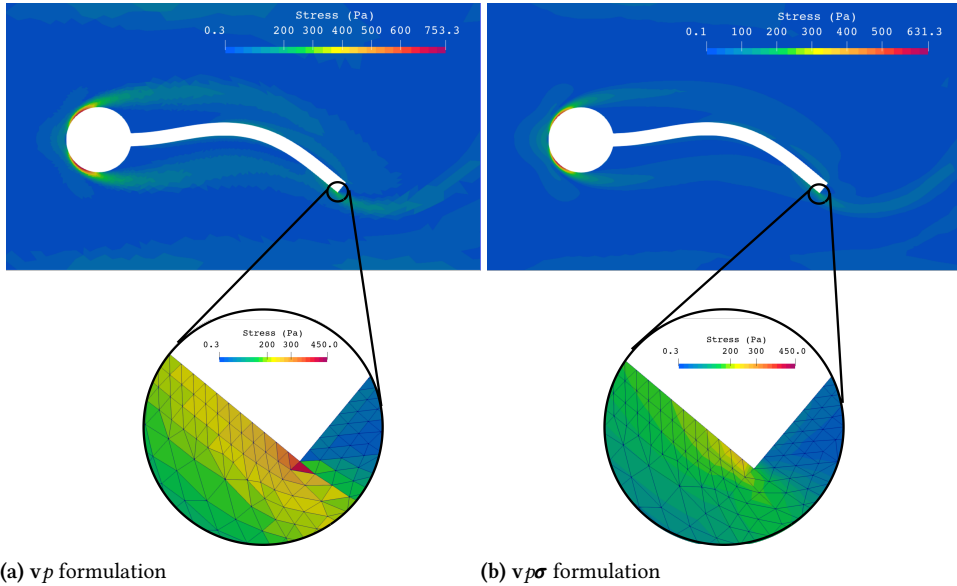 Stress (Pa)
0.3 200 300 400 500 600 753.3
Stress (Pa)
0.1 100 200 300 400 500 631.3
Stress (Pa)
0.3 200 300 450.0
Stress (Pa)
0.3 200 300 450.0
(a) vp formulation
(b) vpσ formulation